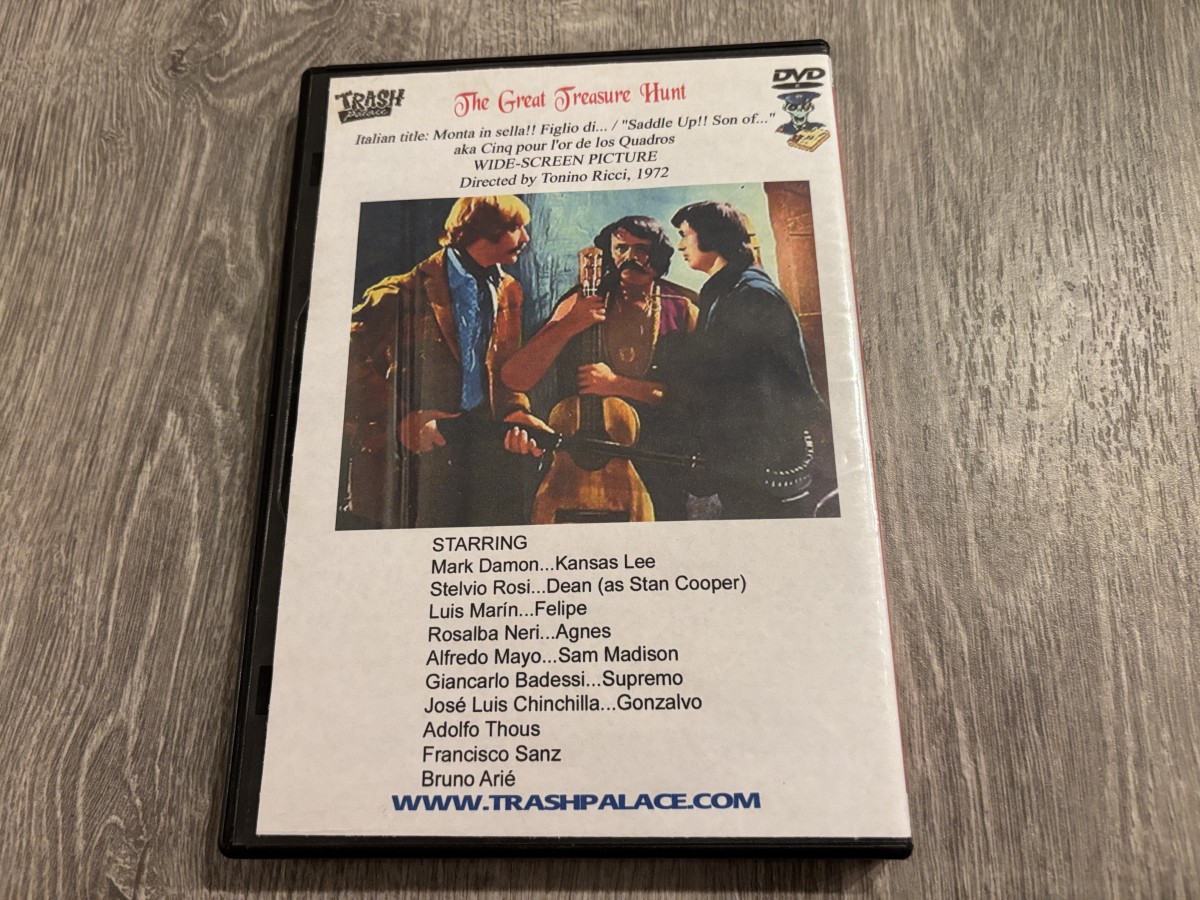 TRASH
Palace
DVD
The Great Treasure Hunt
Italian title: Monta in sella!! Figlio di... / "Saddle Up!! Son of..."
aka Cinq pour l'or de los Quadros
WIDE-SCREEN PICTURE
Directed by Tonino Ricci, 1972
STARRING
Mark Damon...Kansas Lee
Stelvio Rosi...Dean (as Stan Cooper)
Luis Marín...Felipe
Rosalba Neri...Agnes
Alfredo Mayo...Sam Madison
Giancarlo Badessi...Supremo
José Luis Chinchilla...Gonzalvo
Adolfo Thous
Francisco Sanz
Bruno Arié
WWW.TRASHPALACE.COM